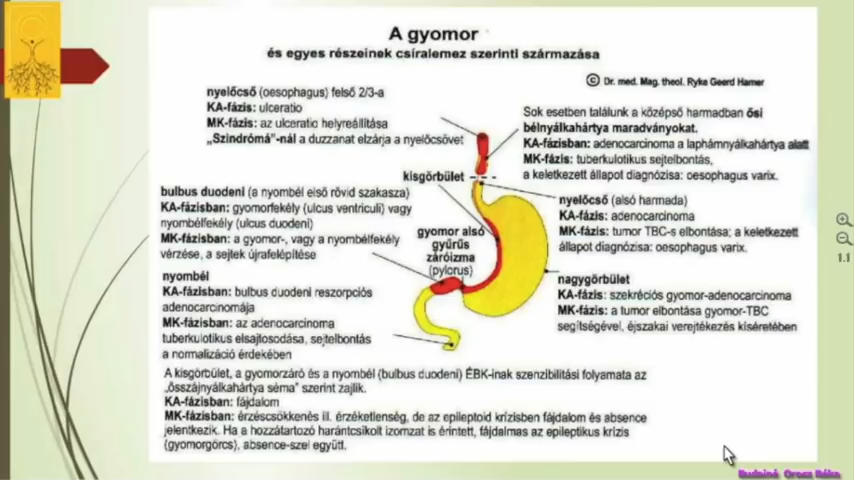 A gyomor
és egyes részeinek csíralemez szerinti származása
© Dr. med. Mag. theol. Ryke Geerd Hamer
nyelőcső (oesophagus) felső 2/3-a
KA-fázis: ulceratio
MK-fázis: az ulceratio helyreállítása
„Szindrómá"-nál a duzzanat elzárja a nyelőcsövet
Sok esetben találunk a középső harmadban ősi
bélnyálkahártya maradványokat.
KA-fázisban: adenocarcinoma a laphámnyálkahártya alatt
MK-fázis: tuberkulotikus sejtelbontás,
a keletkezett állapot diagnózisa: oesophagus varix.
kisgörbület
bulbus duodeni (a nyombél első rövid szakasza)
KA-fázisban: gyomorfekély (ulcus ventriculi) vagy
nyombélfekély (ulcus duodeni)
MK-fázis: a gyomor-, vagy a nyombélfekély
vérzése, a sejtek újrafelépítése
gyomor alsó
gyűrűs
záróizma
(pylorus)
nyelőcső (alsó harmada)
KA-fázis: adenocarcinoma
MK-fázis: tumor TBC-s elbontása; a keletkezett
állapot diagnózisa: oesophagus varix.
nyombél
KA-fázisban: bulbus duodeni reszorpciós
adenocarcinomája
MK-fázisban: az adenocarcinoma
tuberkulotikus elsajtosodása, sejtelbontás
a normalizáció érdekében
nagygörbület
KA-fázis: szekréciós gyomor-adenocarcinoma
MK-fázis: a tumor elbontása gyomor-TBC
segítségével, éjszakai verejtékezés kíséretében
A kisgörbület, a gyomorzáró és a nyombél (bulbus duodeni) ÉBK-inak szenzibilitási folyamata az
„ősszájnyálkahártya séma" szerint zajlik.
KA-fázisban: fájdalom
MK-fázisban: érzéscsökkenés ill. érzéketlenség, de az epileptoid krízisben fájdalom és absence
jelentkezik. Ha a hozzátartozó harántcsíkolt izomzat is érintett, fájdalmas az epileptikus krízis
(gyomorgörcs), absence-szel együtt.
1.1